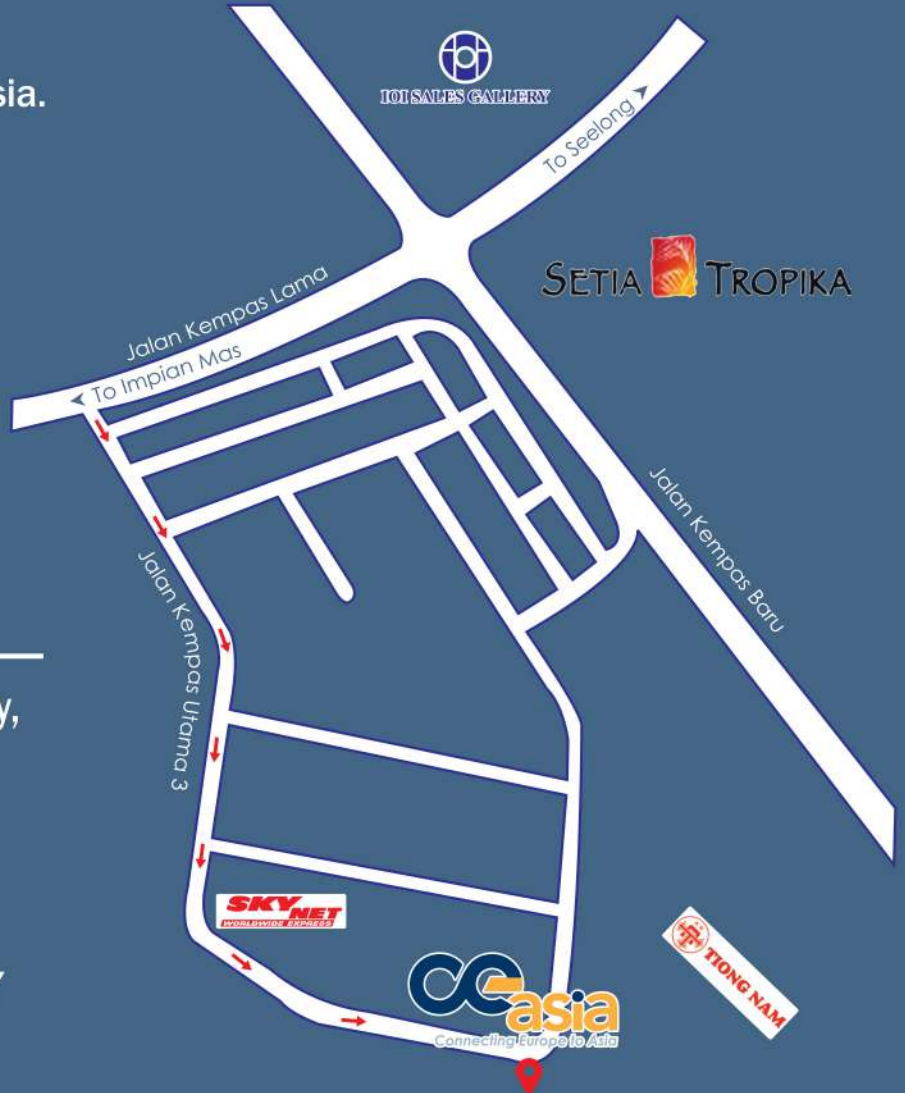 sia.
IOI SALES GALLERY
To Seelong
SETIA TROPIKA
Jalan Kempas Lama
To Impian Mas
Jalan Kempas Baru
Jalan Kempas Utama 3
y,
SKYNET
WORLDWIDE EXPRESS
TIONG NAM
CE asia
Connecting Europe to Asia